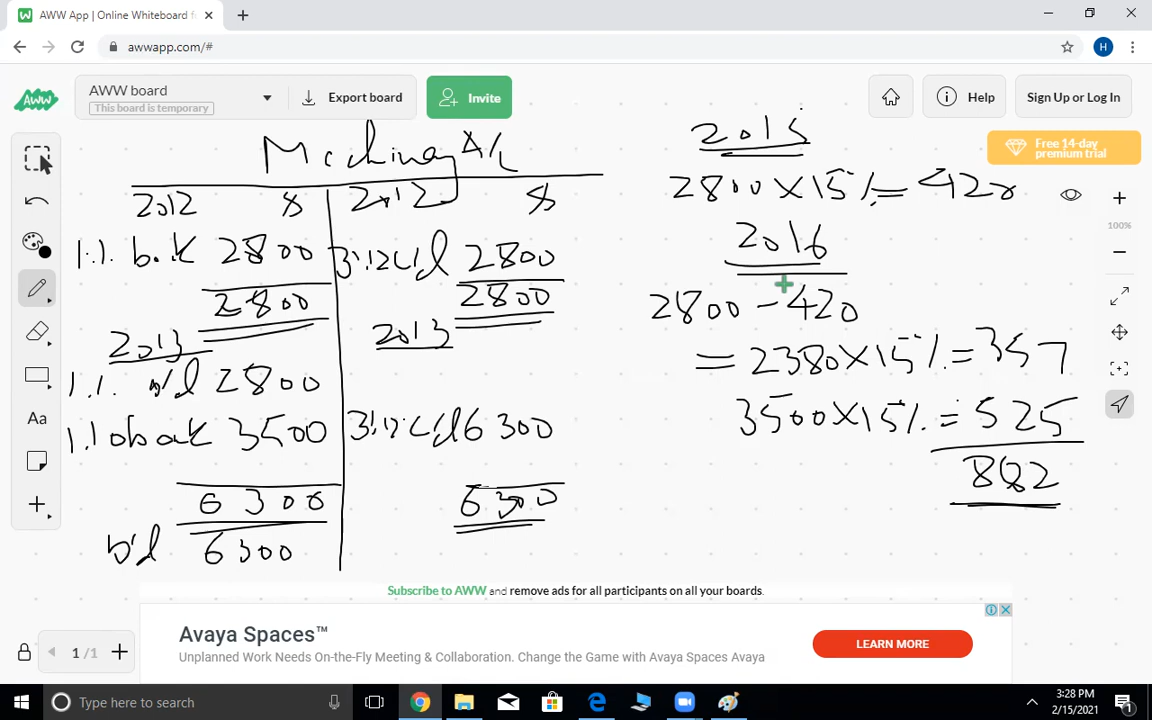 AWW App | Online Whiteboard f
awwapp.com/#
H
AWW
AWW board
This board is temporary
Export board
Invite
Help
Sign Up or Log In
Free 14-day
premium trial
100%
Aa
Machinery A/C
2012 $ 2012 $
1.1. bank 2800 31.12 c/d 2800
2800 2800
2013 2013
1.1. b/d 2800
1.10 bank 3500 31.12 c/d 6300
6300 6300
b/d 6300
2015
2800 x 15% = 420
2016
2800 - 420
= 2380 x 15% = 357
3500 x 15% = 525
882
Subscribe to AWW and remove ads for all participants on all your boards.
Avaya Spaces™
Unplanned Work Needs On-the-Fly Meeting & Collaboration. Change the Game with Avaya Spaces Avaya
LEARN MORE
1 /1
Type here to search
3:28 PM
2/15/2021
1